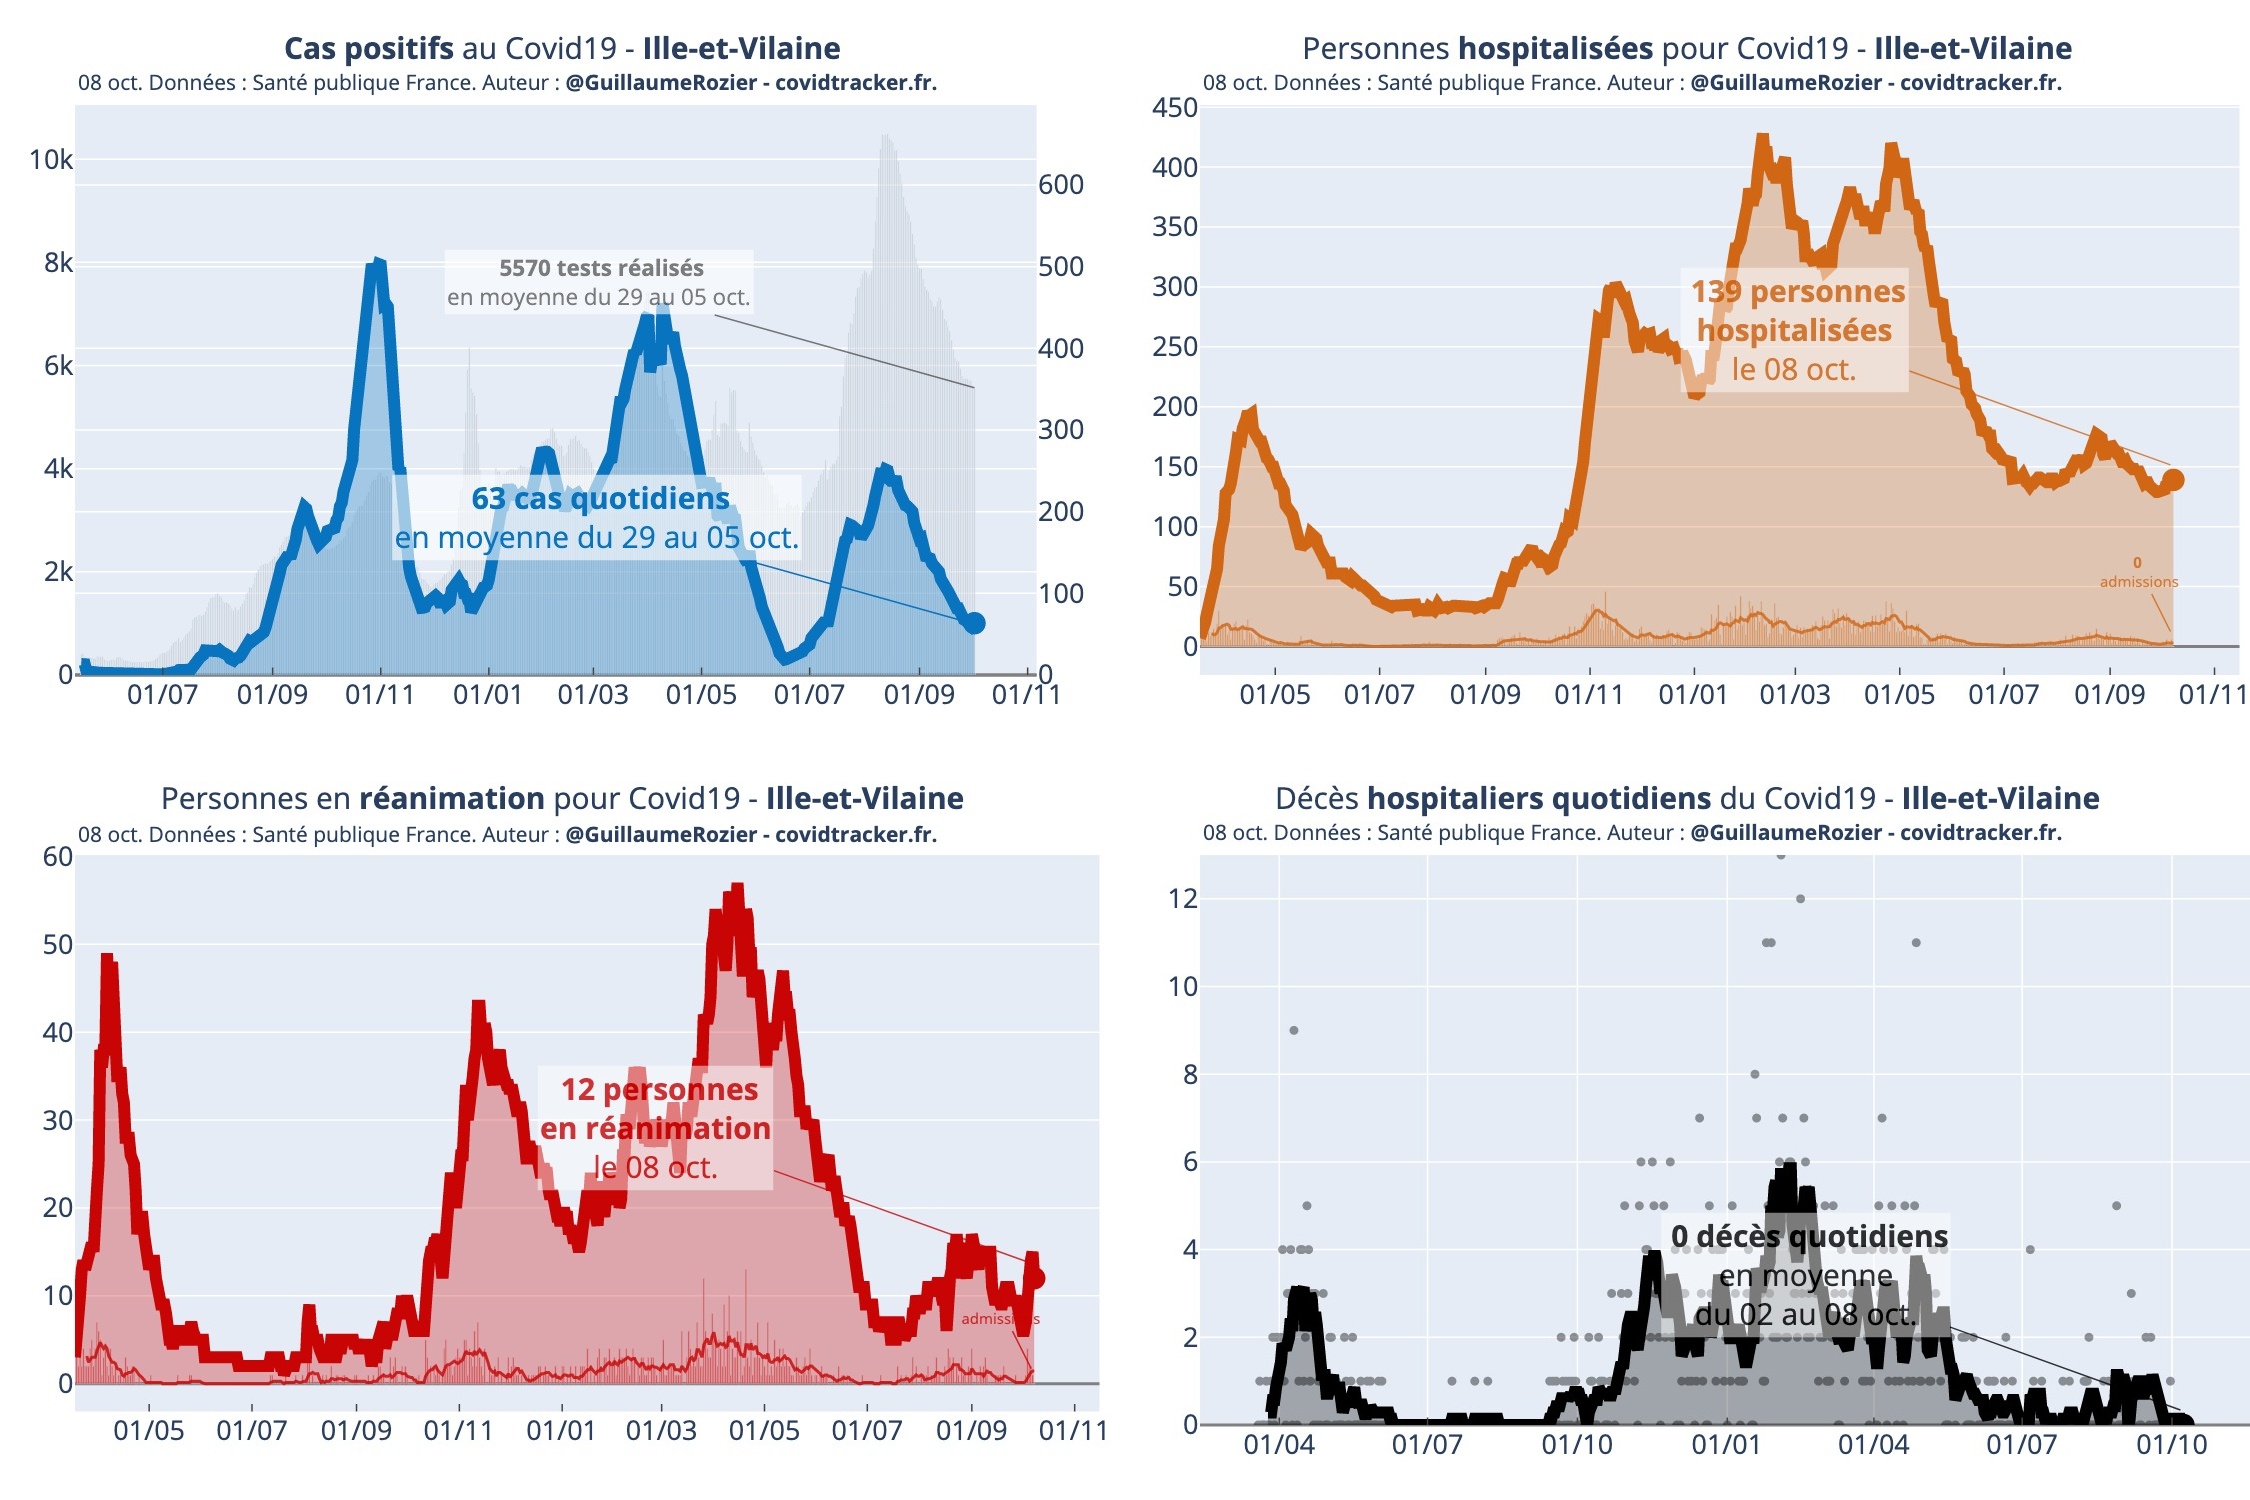 Cas positifs au Covid19 - Ille-et-Vilaine
08 oct. Données : Santé publique France. Auteur : @GuillaumeRozier - covidtracker.fr.
10k
8k
6k
4k
2k
0
600
500
400
300
200
100
0
5570 tests réalisés
en moyenne du 29 au 05 oct.
63 cas quotidiens
en moyenne du 29 au 05 oct.
01/07 01/09 01/11 01/01 01/03 01/05 01/07 01/09 01/11
Personnes hospitalisées pour Covid19 - Ille-et-Vilaine
08 oct. Données : Santé publique France. Auteur : @GuillaumeRozier - covidtracker.fr.
450
400
350
300
250
200
150
100
50
0
139 personnes
hospitalisées
le 08 oct.
0
admissions
01/05 01/07 01/09 01/11 01/01 01/03 01/05 01/07 01/09 01/11
Personnes en réanimation pour Covid19 - Ille-et-Vilaine
08 oct. Données : Santé publique France. Auteur : @GuillaumeRozier - covidtracker.fr.
60
50
40
30
20
10
0
12 personnes
en réanimation
le 08 oct.
admissions
01/05 01/07 01/09 01/11 01/01 01/03 01/05 01/07 01/09 01/11
Décès hospitaliers quotidiens du Covid19 - Ille-et-Vilaine
08 oct. Données : Santé publique France. Auteur : @GuillaumeRozier - covidtracker.fr.
12
10
8
6
4
2
0
0 décès quotidiens
en moyenne
du 02 au 08 oct.
01/04 01/07 01/10 01/01 01/04 01/07 01/10